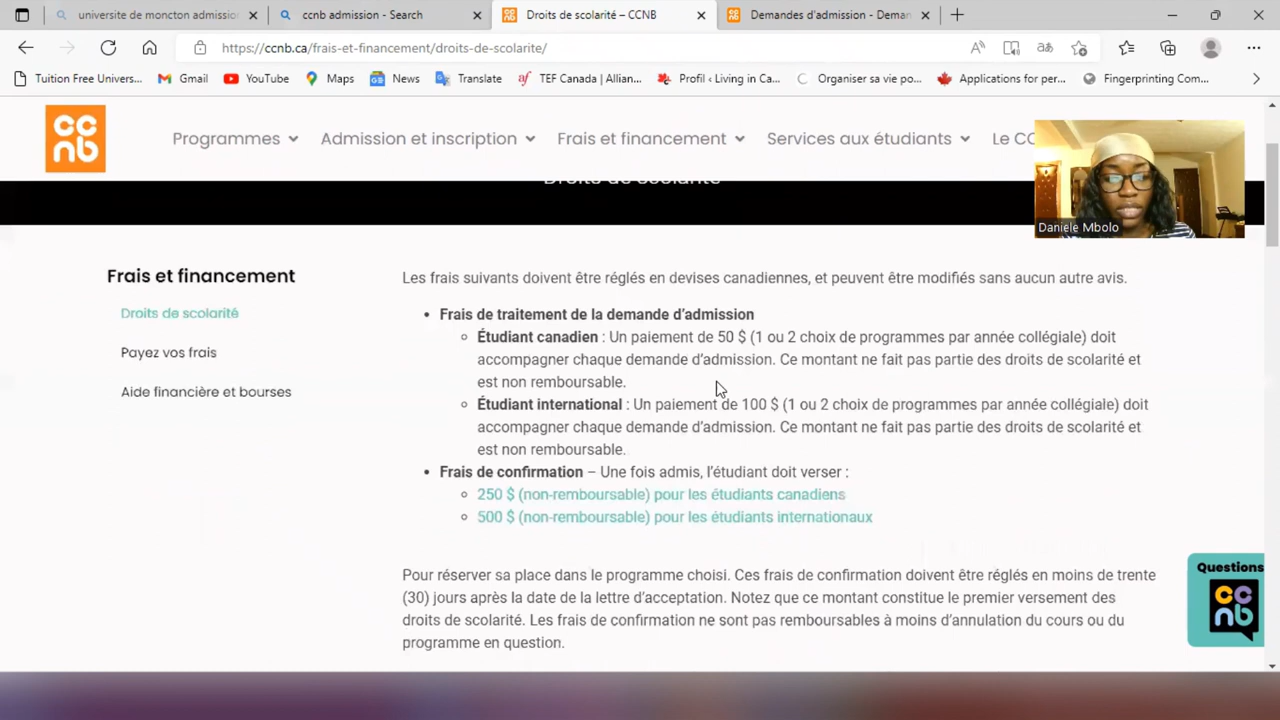 universite de moncton admissio
ccnb admission - Search
Droits de scolarité – CCNB
Demandes d'admission - Deman
https://ccnb.ca/frais-et-financement/droits-de-scolarite/
Tuition Free Univers...
Gmail
YouTube
Maps
News
Translate
TEF Canada | Allian...
Profil ‹ Living in Ca...
Organiser sa vie po...
Applications for per...
Fingerprinting Com...
cc
nb
Programmes
Admission et inscription
Frais et financement
Services aux étudiants
Le CC
Droits de scolarité
Daniele Mbolo
Frais et financement
Droits de scolarité
Payez vos frais
Aide financière et bourses
Les frais suivants doivent être réglés en devises canadiennes, et peuvent être modifiés sans aucun autre avis.
• Frais de traitement de la demande d'admission
Étudiant canadien : Un paiement de 50 $ (1 ou 2 choix de programmes par année collégiale) doit
accompagner chaque demande d'admission. Ce montant ne fait pas partie des droits de scolarité et
est non remboursable.
Étudiant international : Un paiement de 100 $ (1 ou 2 choix de programmes par année collégiale) doit
accompagner chaque demande d'admission. Ce montant ne fait pas partie des droits de scolarité et
est non remboursable.
• Frais de confirmation – Une fois admis, l'étudiant doit verser :
250 $ (non-remboursable) pour les étudiants canadiens
500 $ (non-remboursable) pour les étudiants internationaux
Pour réserver sa place dans le programme choisi. Ces frais de confirmation doivent être réglés en moins de trente
(30) jours après la date de la lettre d'acceptation. Notez que ce montant constitue le premier versement des
droits de scolarité. Les frais de confirmation ne sont pas remboursables à moins d'annulation du cours ou du
programme en question.
Questions
cc
nb